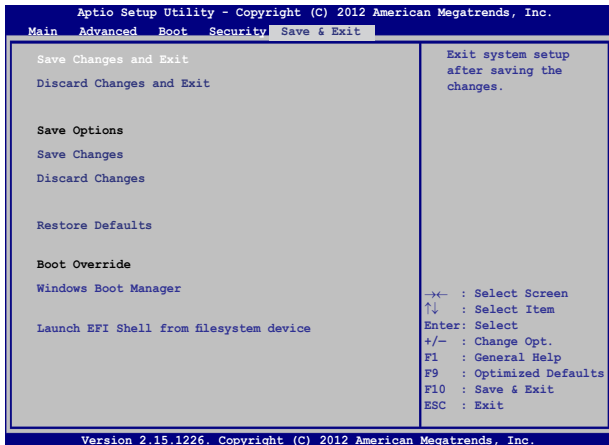 Aptio Setup Utility - Copyright (C) 2012 American Megatrends, Inc.
Main Advanced Boot Security Save & Exit
Save Changes and Exit
Discard Changes and Exit
Save Options
Save Changes
Discard Changes
Restore Defaults
Boot Override
Windows Boot Manager
Launch EFI Shell from filesystem device
Exit system setup
after saving the
changes.
→← : Select Screen
↑↓ : Select Item
Enter: Select
+/— : Change Opt.
F1 : General Help
F9 : Optimized Defaults
F10 : Save & Exit
ESC : Exit
Version 2.15.1226. Copyright (C) 2012 American Megatrends, Inc.